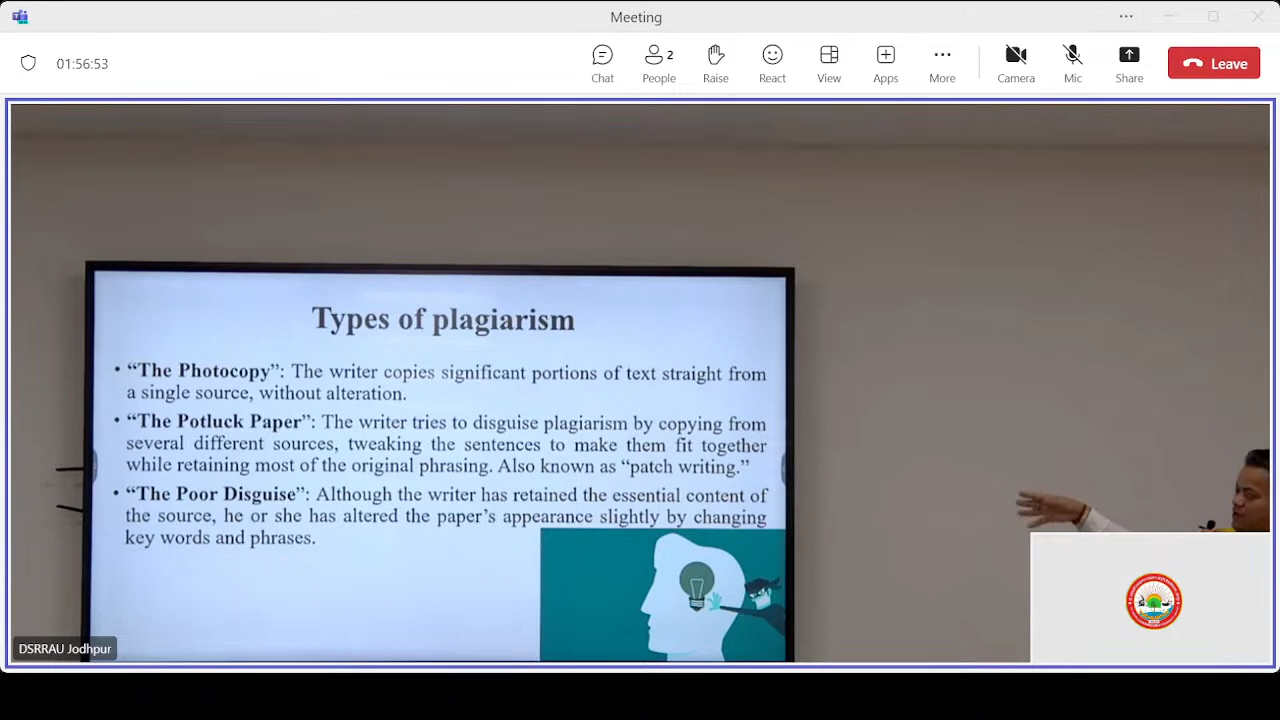 Meeting
01:56:53
Chat
People
2
Raise
React
View
Apps
More
Camera
Mic
Share
Leave
Types of plagiarism
• “The Photocopy”: The writer copies significant portions of text straight from
a single source, without alteration.
• “The Potluck Paper”: The writer tries to disguise plagiarism by copying from
several different sources, tweaking the sentences to make them fit together
while retaining most of the original phrasing. Also known as “patch writing.”
• “The Poor Disguise”: Although the writer has retained the essential content of
the source, he or she has altered the paper’s appearance slightly by changing
key words and phrases.
DSRRAU Jodhpur